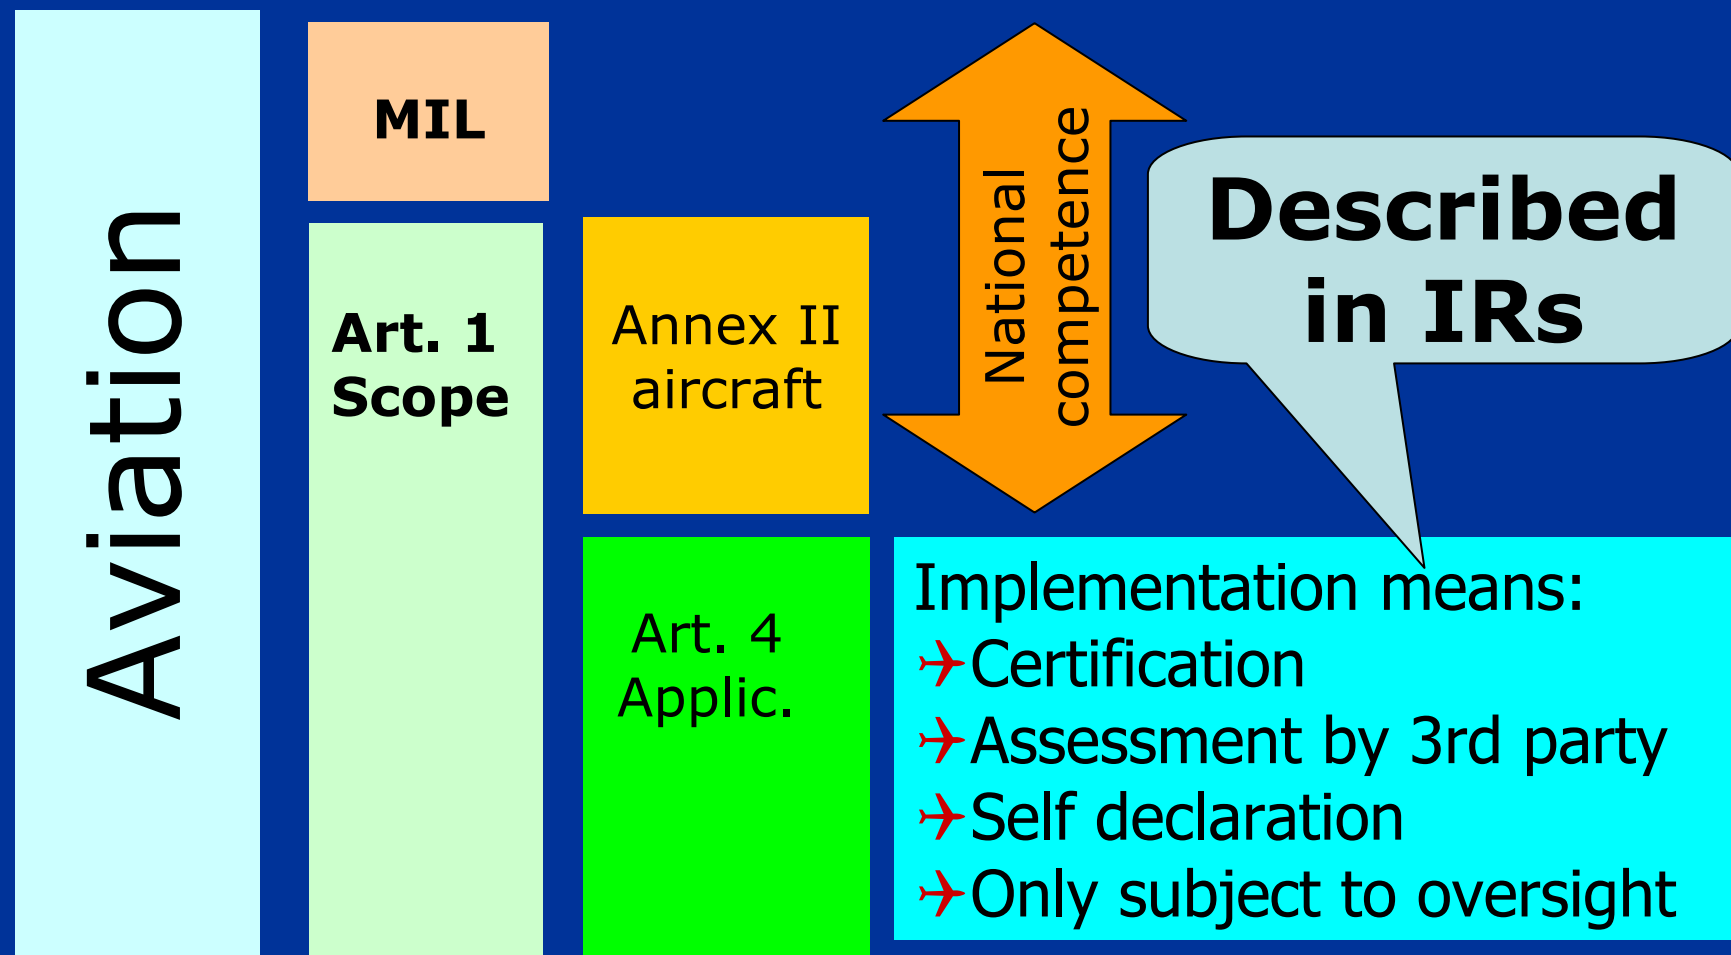 Aviation
MIL
Art. 1
Scope
Annex II
aircraft
Art. 4
Applic.
National
competence
Described
in IRs
Implementation means:
Certification
Assessment by 3rd party
Self declaration
Only subject to oversight